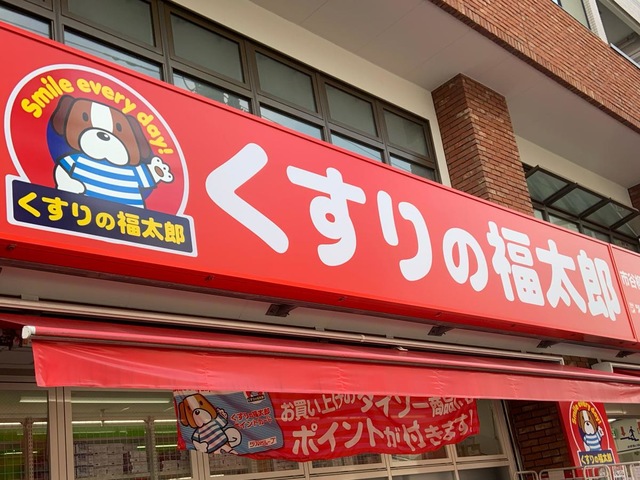 Smile every day!
くすりの福太郎
くすりの福太郎
市谷
お買い上げの ダイソー商品にも
ポイントが付きます!
くすりの福太郎